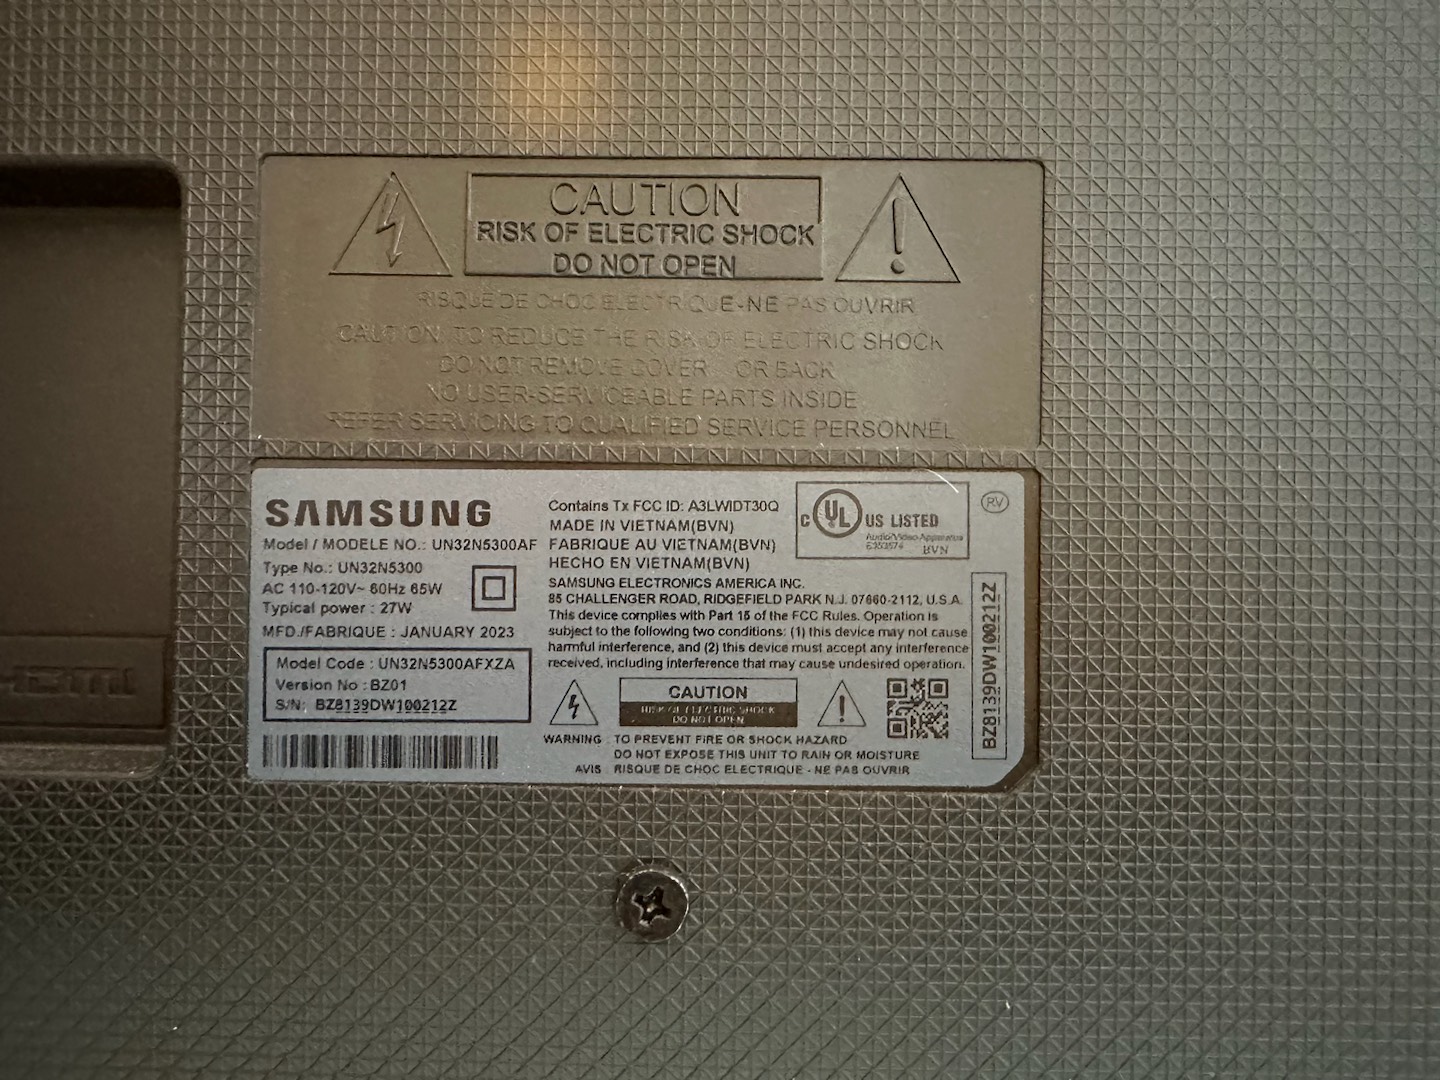 CAUTION
RISK OF ELECTRIC SHOCK
DO NOT OPEN
RISQUE DE CHOC ELECTRIQUE-NE PAS OUVRIR
CAUTION: TO REDUCE THE RISK OF ELECTRIC SHOCK
DO NOT REMOVE COVER OR BACK
NO USER-SERVICEABLE PARTS INSIDE
REFER SERVICING TO QUALIFIED SERVICE PERSONNEL
HDMI
SAMSUNG
Model / MODELE NO.: UN32N5300AF
Type No.: UN32N5300
AC 110-120V~ 60Hz 65W
Typical power : 27W
MFD./FABRIQUE : JANUARY 2023
Model Code : UN32N5300AFXZA
Version No : BZ01
S/N: BZ8139DW100212Z
Contains Tx FCC ID: A3LWIDT30Q
MADE IN VIETNAM(BVN)
FABRIQUE AU VIETNAM(BVN)
HECHO EN VIETNAM(BVN)
SAMSUNG ELECTRONICS AMERICA INC.
85 CHALLENGER ROAD, RIDGEFIELD PARK N.J. 07660-2112, U.S.A.
This device complies with Part 15 of the FCC Rules. Operation is
subject to the following two conditions: (1) this device may not cause
harmful interference, and (2) this device must accept any interference
received, including interference that may cause undesired operation.
C UL US LISTED
Audio/Video Apparatus
BVN
RV
CAUTION
RISK OF ELECTRIC SHOCK
DO NOT OPEN
WARNING : TO PREVENT FIRE OR SHOCK HAZARD
DO NOT EXPOSE THIS UNIT TO RAIN OR MOISTURE
AVIS : RISQUE DE CHOC ELECTRIQUE - NE PAS OUVRIR
BZ8139DW100212Z